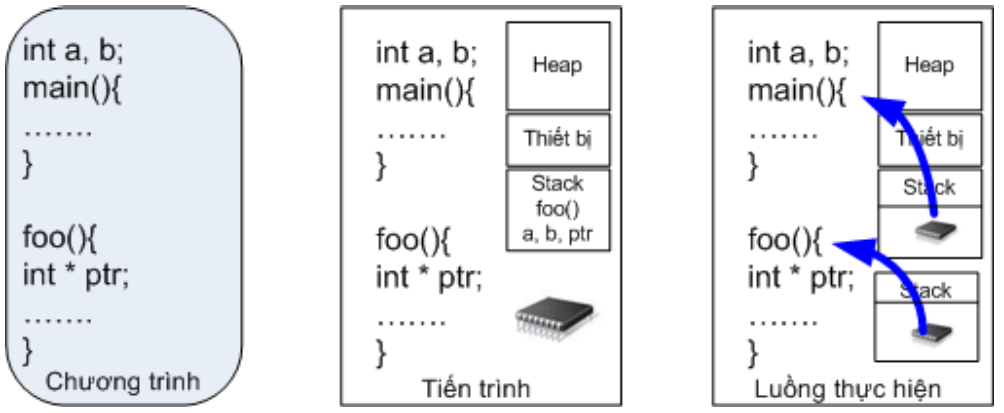 int a, b;
main(){
.......
}
foo(){
int * ptr;
.......
}
Chương trình
int a, b;
main(){
.......
}
foo(){
int * ptr;
.......
}
Heap
Thiết bị
Stack
foo()
a, b, ptr
Tiến trình
int a, b;
main(){
.......
}
foo(){
int * ptr;
.......
}
Heap
Thiết bị
Stack
Stack
Luồng thực hiện